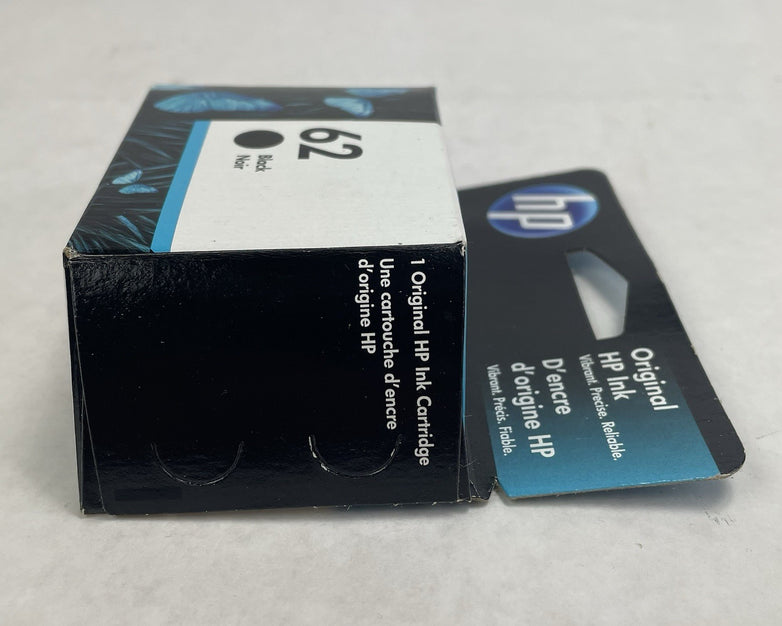 62
Black
Noir
1 Original HP Ink Cartridge
Une cartouche d'encre
d'origine HP
hp
Original
HP Ink
Vibrant. Precise. Reliable.
D'encre
d'origine HP
Vibrant. Précis. Fiable.